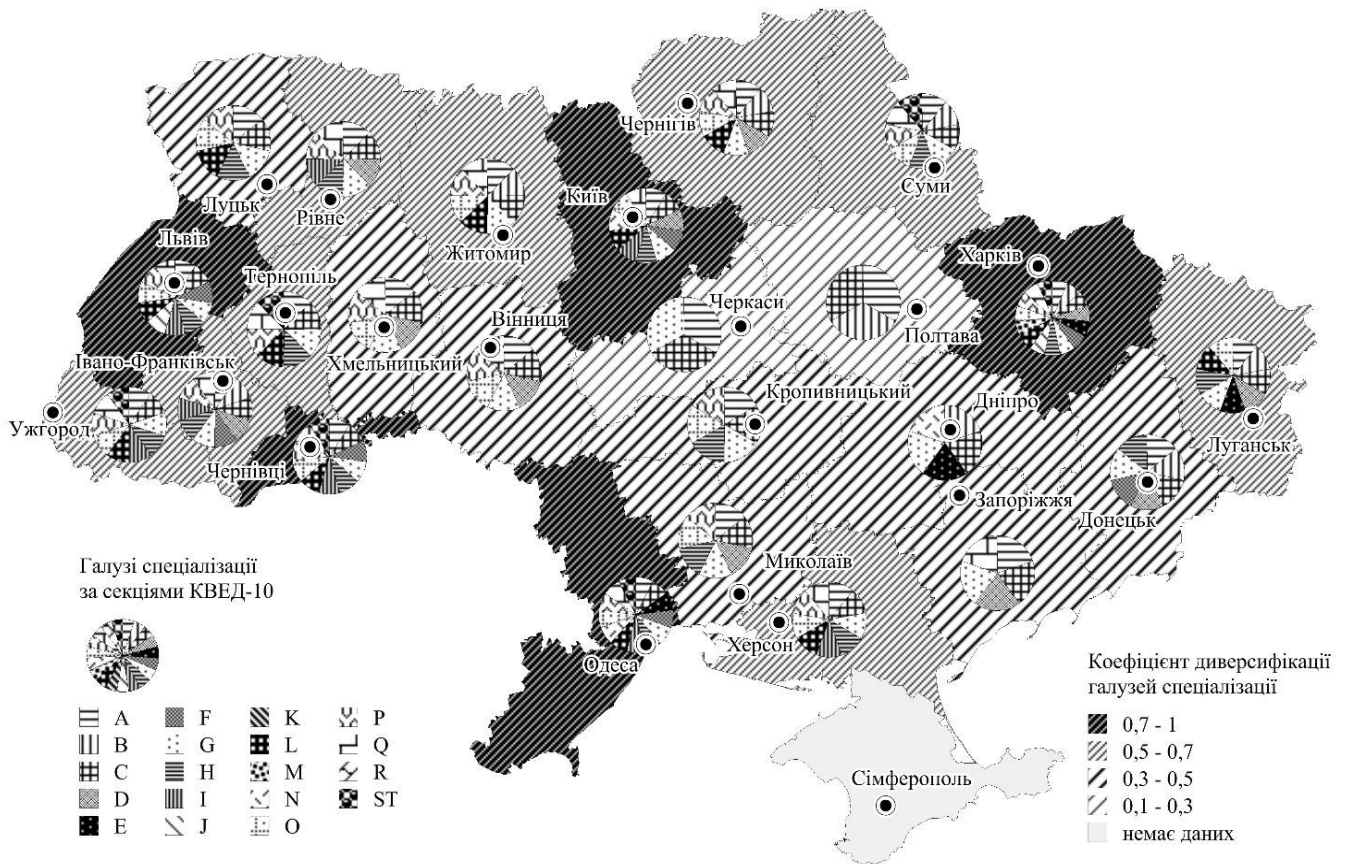 Чернігів
Суми
Луцьк
Рівне
Київ
Житомир
Львів
Харків
Тернопіль
Черкаси
Вінниця
Полтава
Івано-Франківськ
Хмельницький
Кропивницький
Дніпро
Ужгород
Луганськ
Чернівці
Запоріжжя
Донецьк
Миколаїв
Херсон
Одеса
Сімферополь
Галузі спеціалізації
за секціями КВЕД-10
A F K P
B G L Q
C H M R
D I N ST
E J O
Коефіцієнт диверсифікації
галузей спеціалізації
0,7 - 1
0,5 - 0,7
0,3 - 0,5
0,1 - 0,3
немає даних